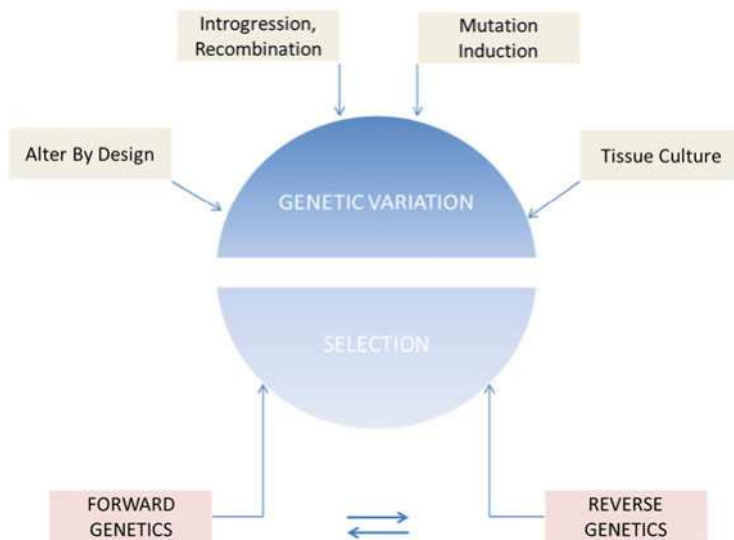 Introgression,
Recombination
Mutation
Induction
Alter By Design
Tissue Culture
GENETIC VARIATION
SELECTION
FORWARD
GENETICS
REVERSE
GENETICS